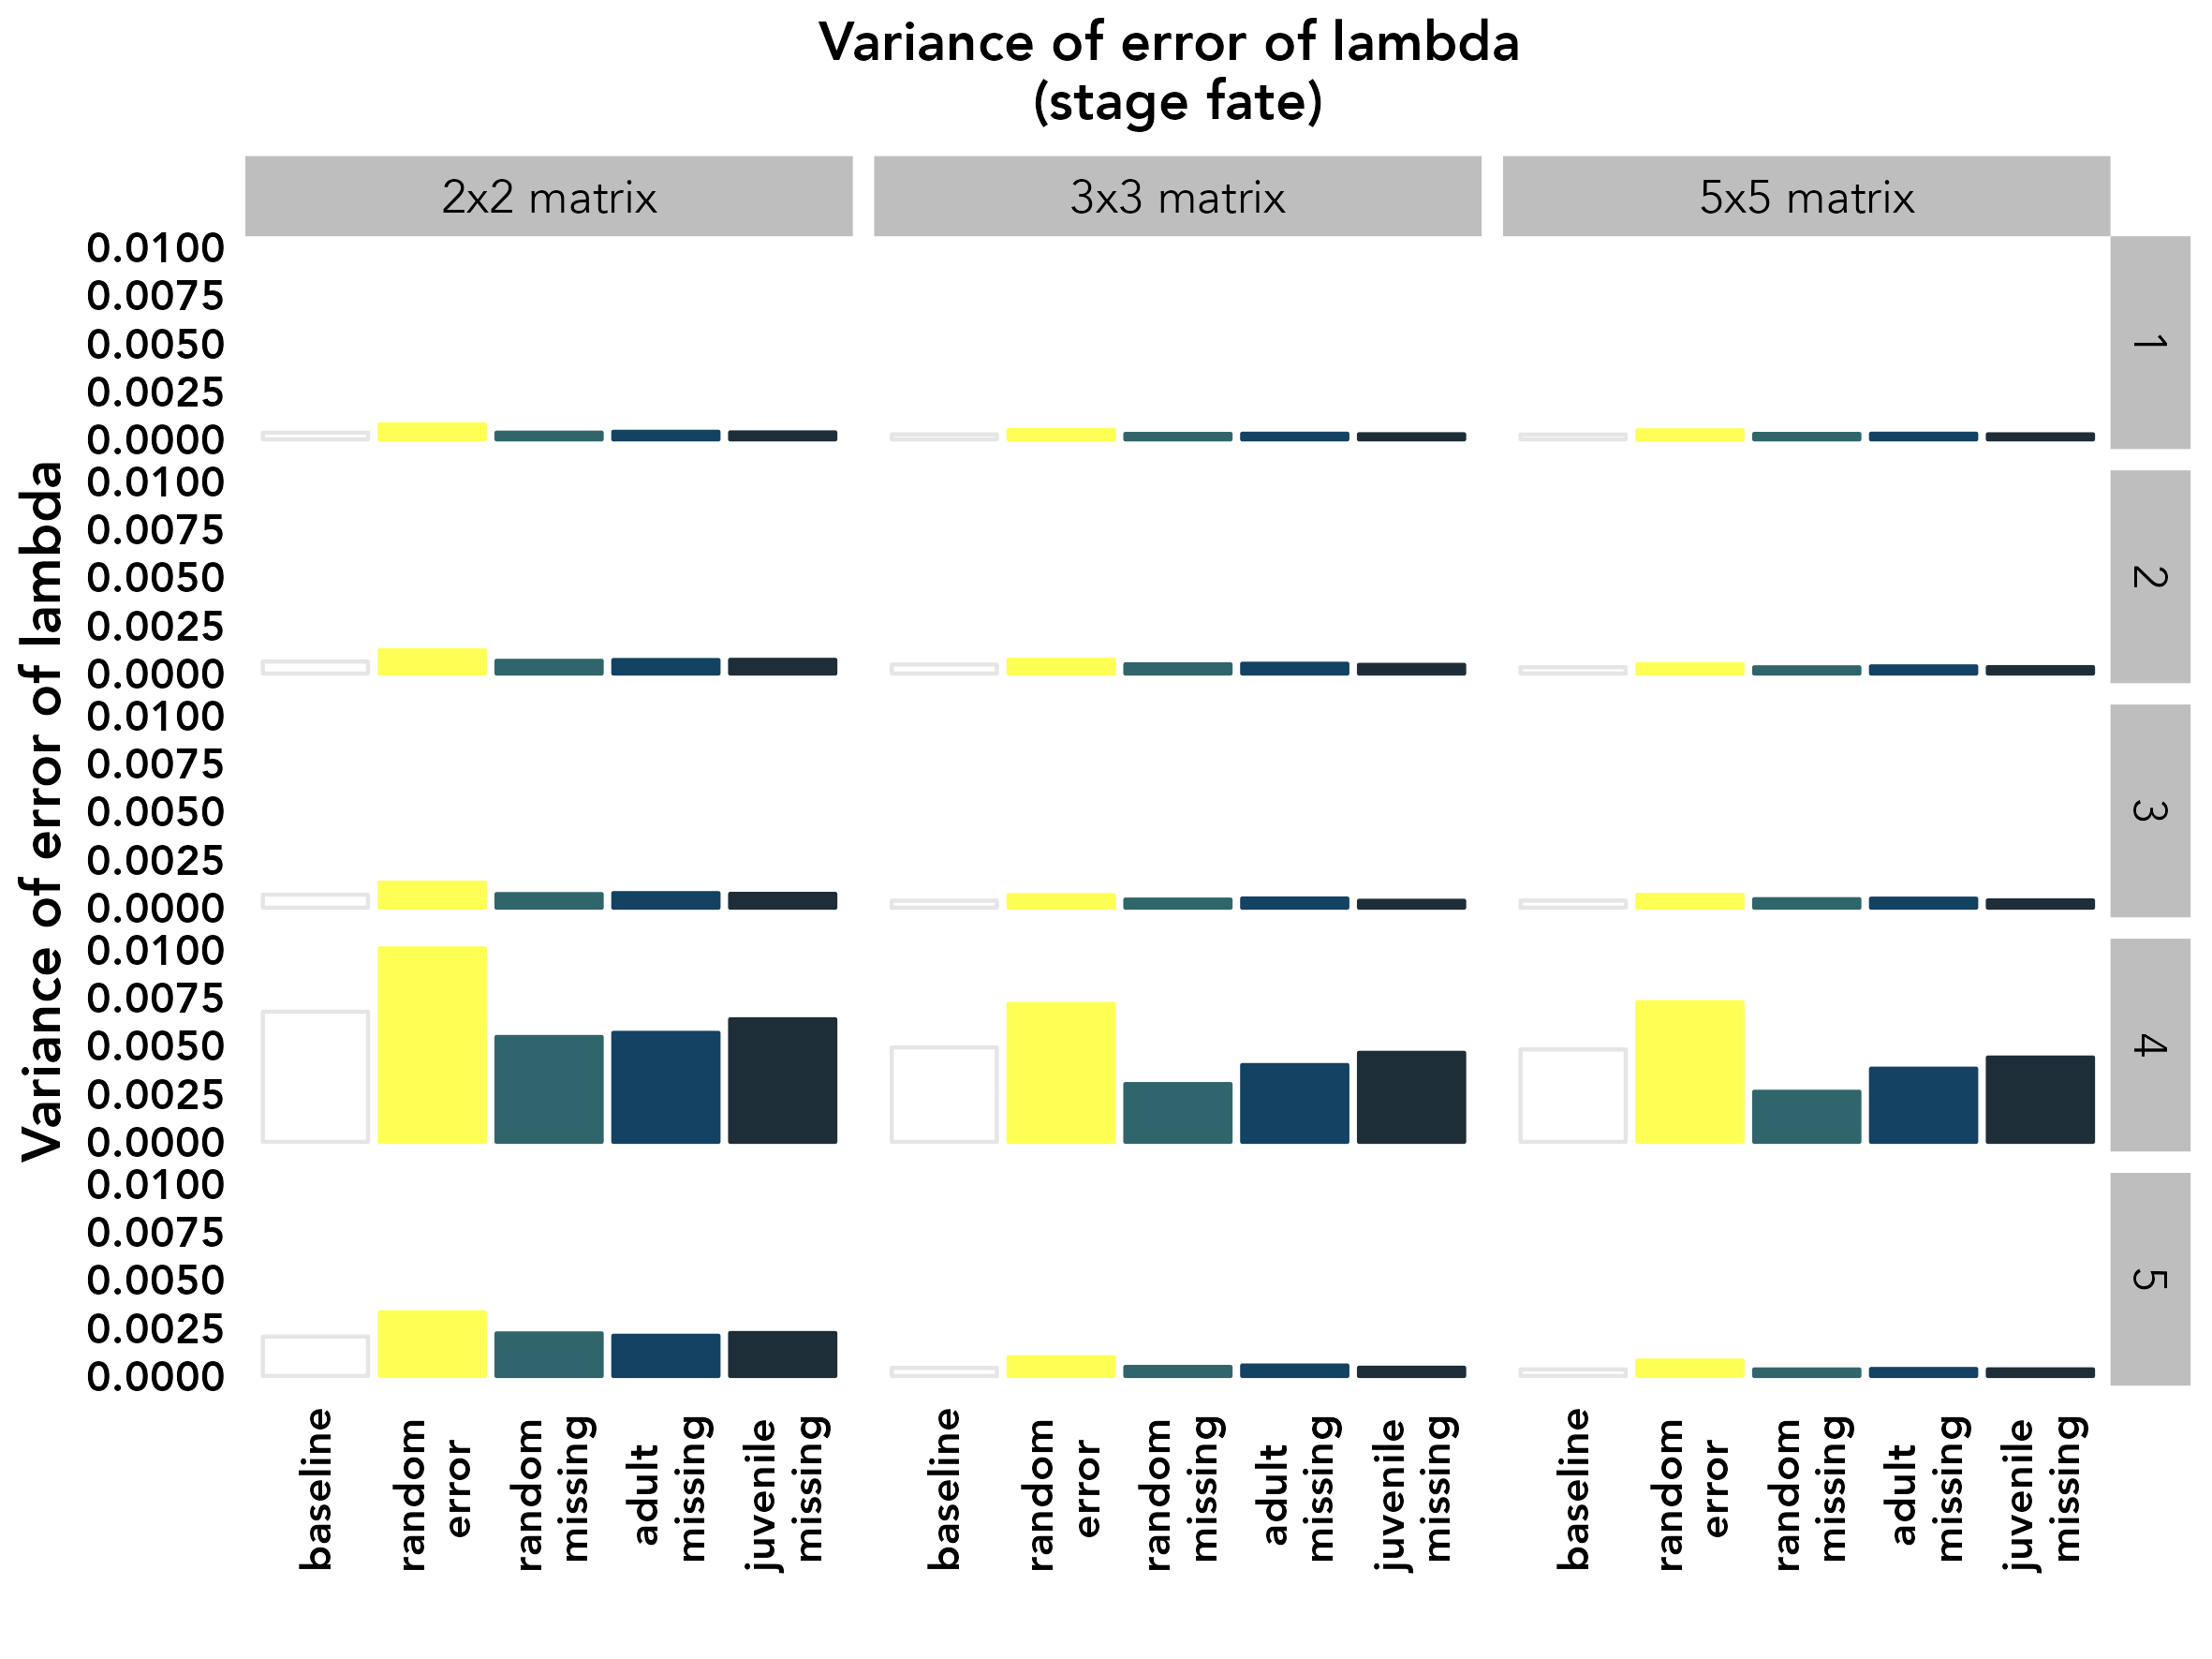 Variance of error of lambda
(stage fate)
2x2 matrix
3x3 matrix
5x5 matrix
Variance of error of lambda
0.0100
0.0075
0.0050
0.0025
0.0000
1
0.0100
0.0075
0.0050
0.0025
0.0000
2
0.0100
0.0075
0.0050
0.0025
0.0000
3
0.0100
0.0075
0.0050
0.0025
0.0000
4
0.0100
0.0075
0.0050
0.0025
0.0000
5
baseline
random
error
random
missing
adult
missing
juvenile
missing
baseline
random
error
random
missing
adult
missing
juvenile
missing
baseline
random
error
random
missing
adult
missing
juvenile
missing